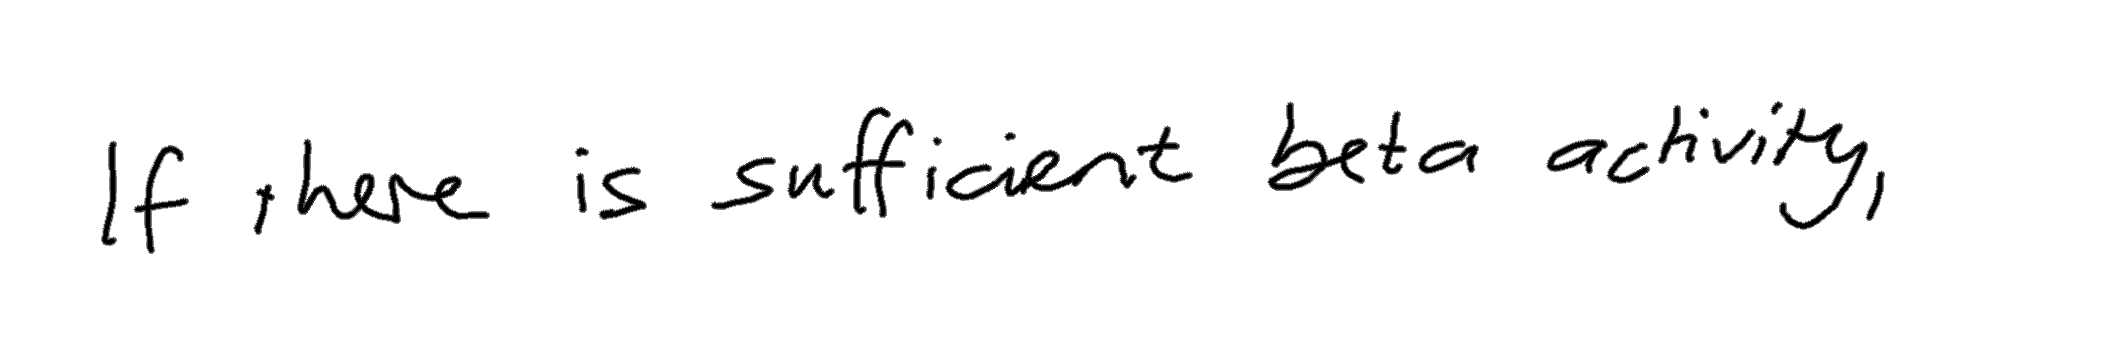 If there is sufficient beta activity,